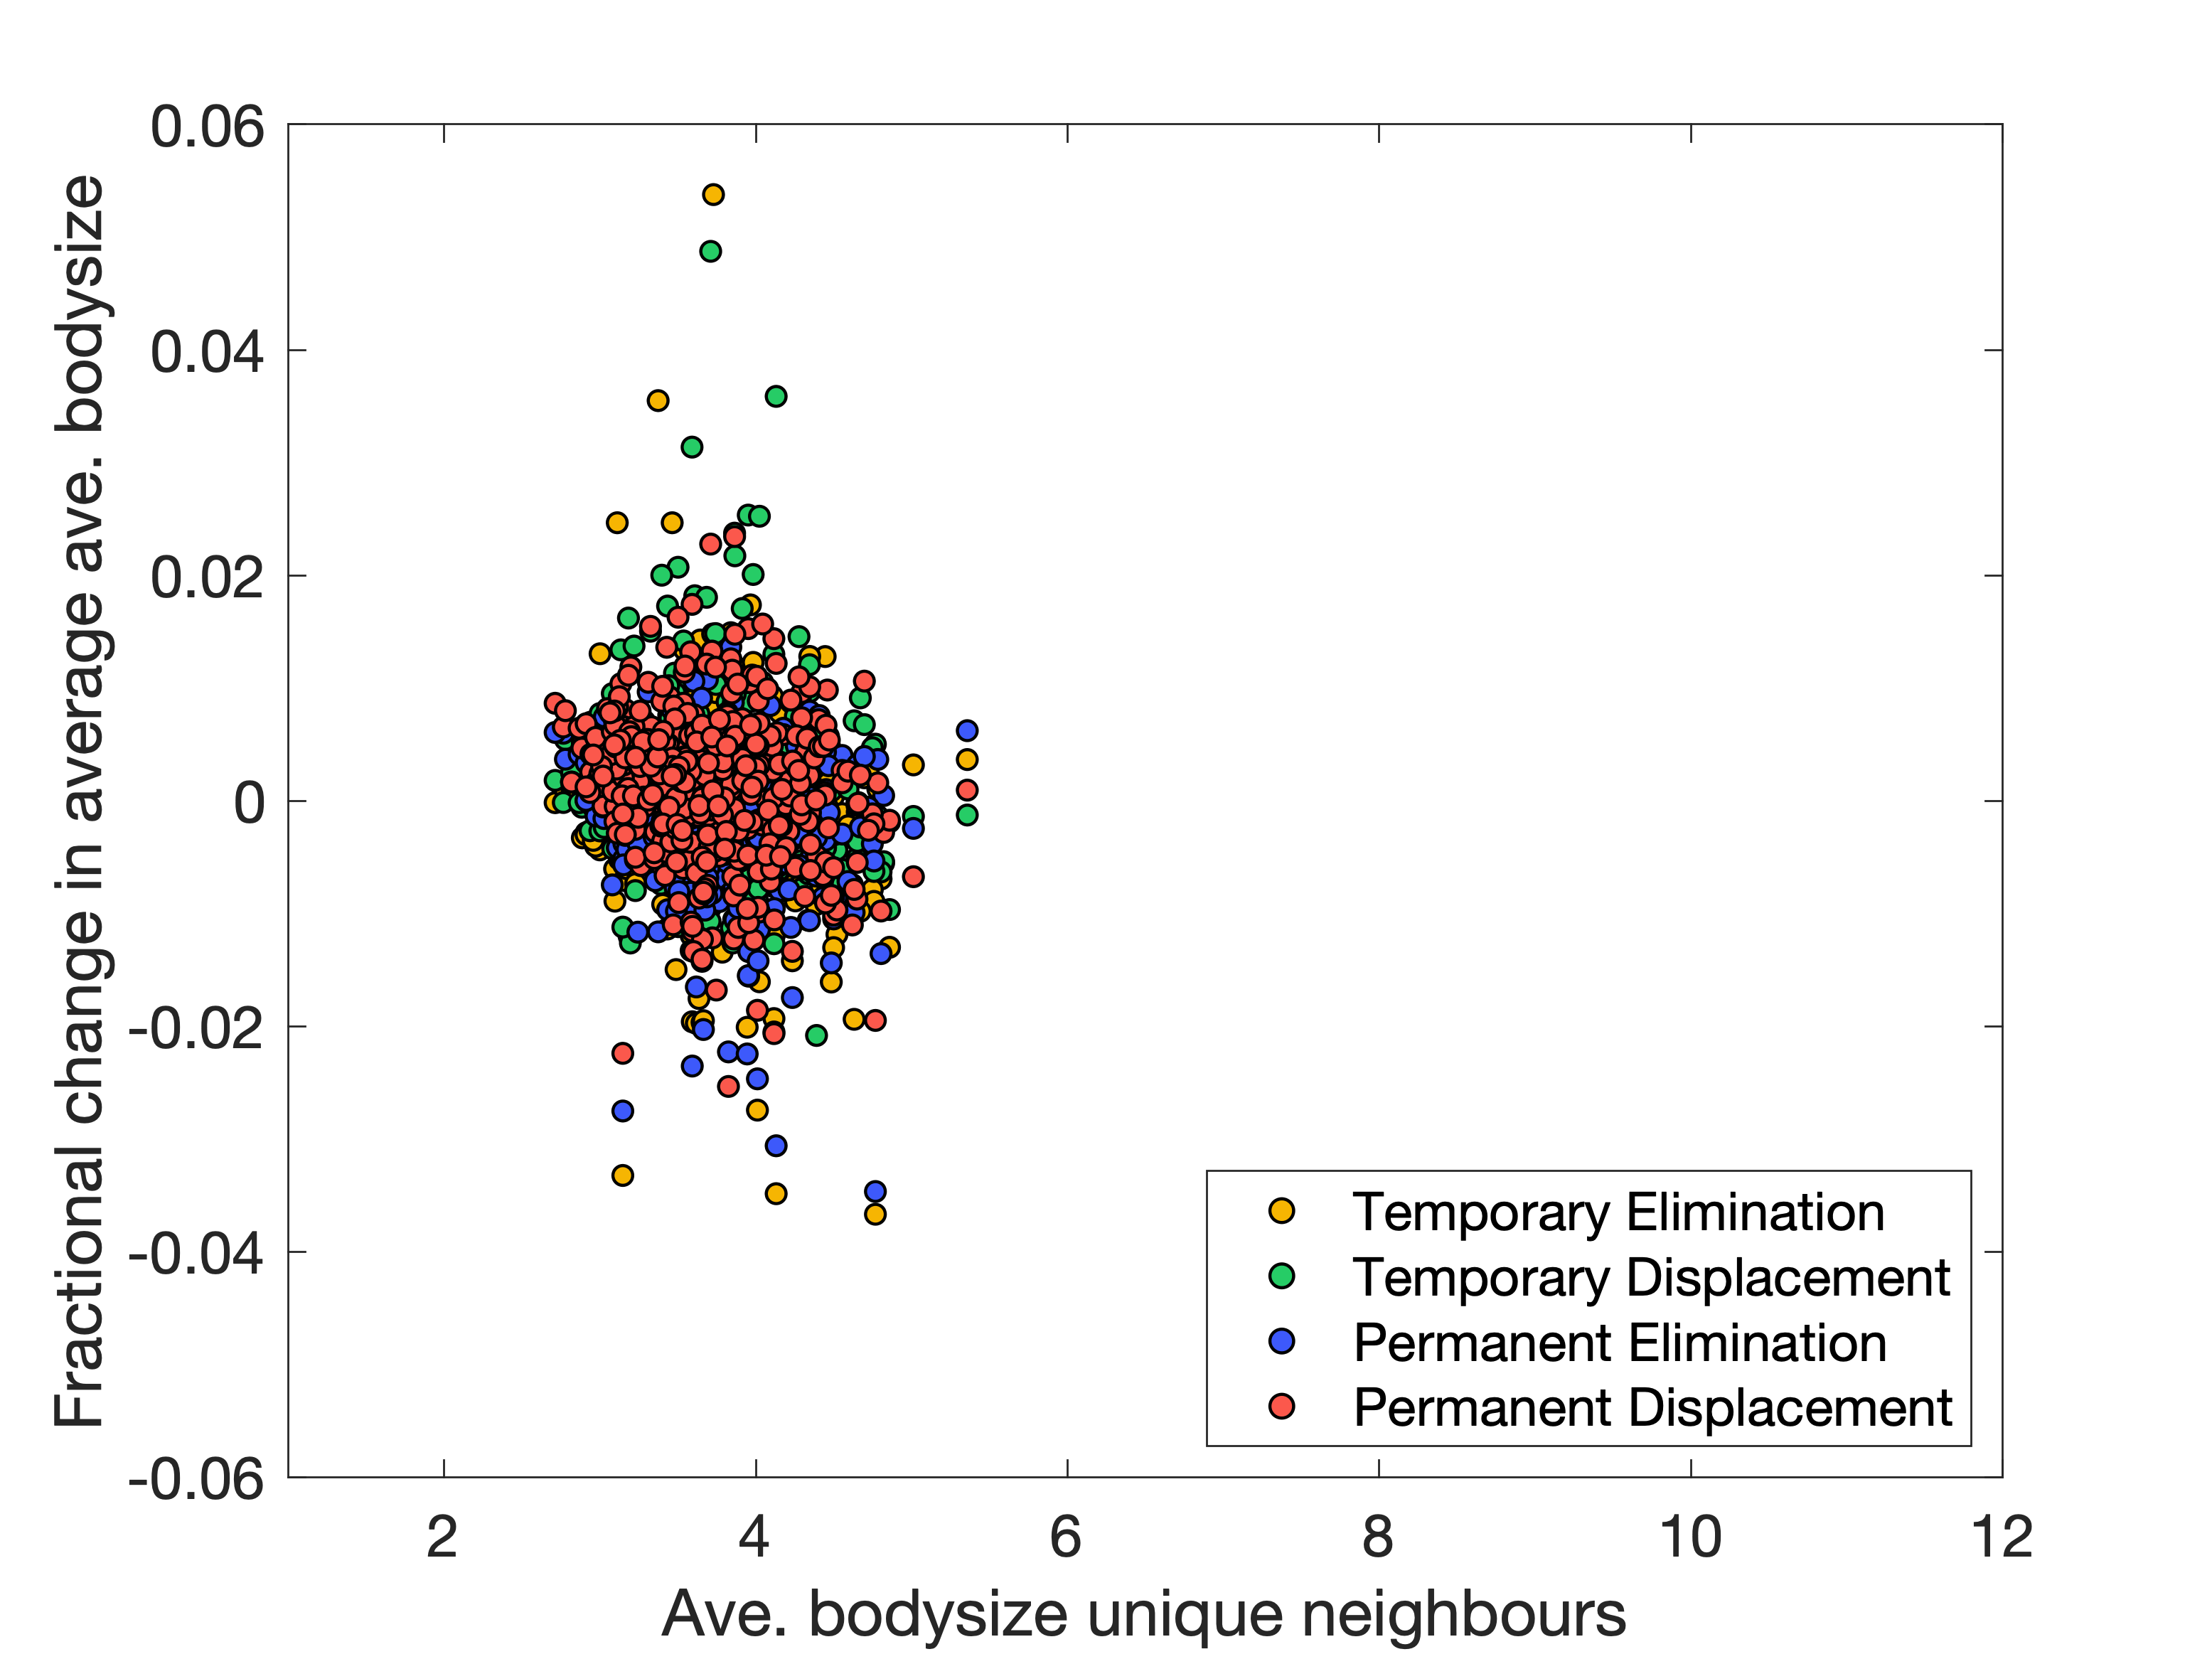 Fractional change in average ave. bodysize
0.06
0.04
0.02
0
-0.02
-0.04
-0.06
Temporary Elimination
Temporary Displacement
Permanent Elimination
Permanent Displacement
2 4 6 8 10 12
Ave. bodysize unique neighbours